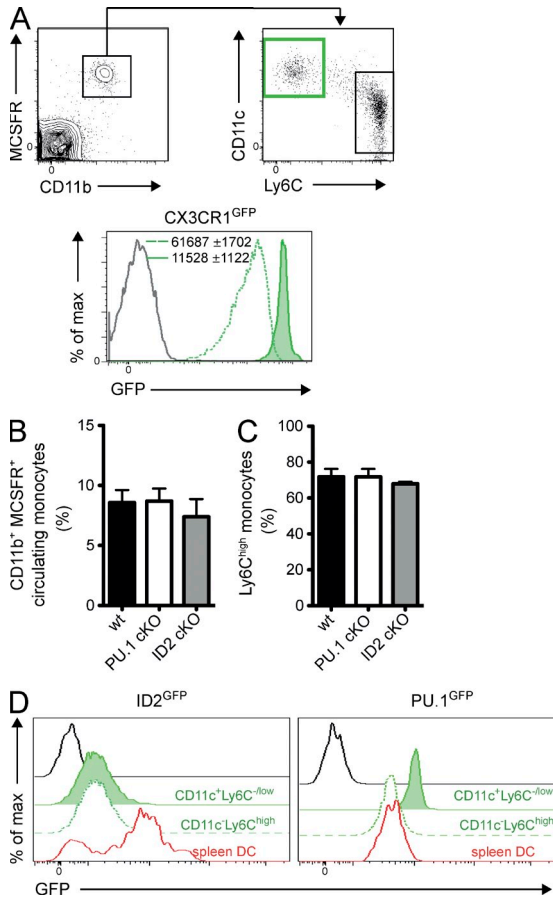 A
MCSFR
0
0
CD11b
CD11c
0
0
Ly6C
CX3CR1GFP
61687 ±1702
11528 ±1122
% of max
0
0
GFP
B
CD11b+ MCSFR+
circulating monocytes
(%)
15
10
5
0
wt
PU.1 cKO
ID2 cKO
C
Ly6Chigh monocytes
(%)
100
80
60
40
20
0
wt
PU.1 cKO
ID2 cKO
D
ID2GFP
PU.1GFP
% of max
CD11c+Ly6C-/low
CD11c-Ly6Chigh
spleen DC
0
CD11c+Ly6C-/low
CD11c-Ly6Chigh
spleen DC
0
GFP